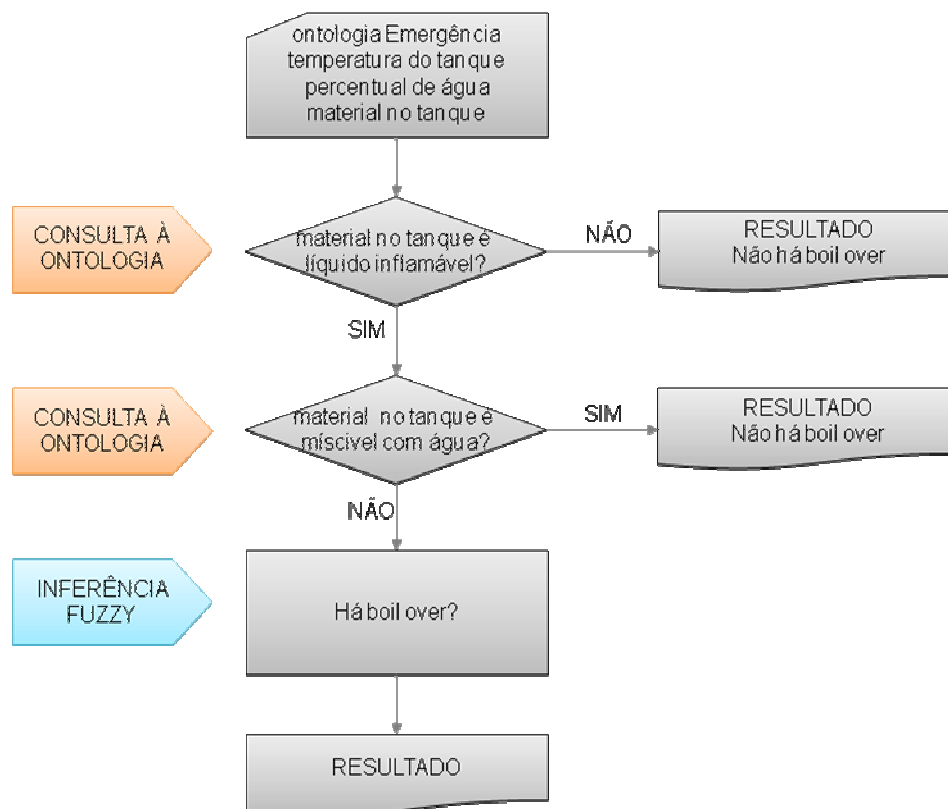 ontologia Emergência
temperatura do tanque
percentual de água
material no tanque
CONSULTA À
ONTOLOGIA
material no tanque é
líquido inflamável?
NÃO
RESULTADO
Não há boil over
SIM
CONSULTA À
ONTOLOGIA
material no tanque é
míscivel com água?
SIM
RESULTADO
Não há boil over
NÃO
INFERÊNCIA
FUZZY
Há boil over?
RESULTADO